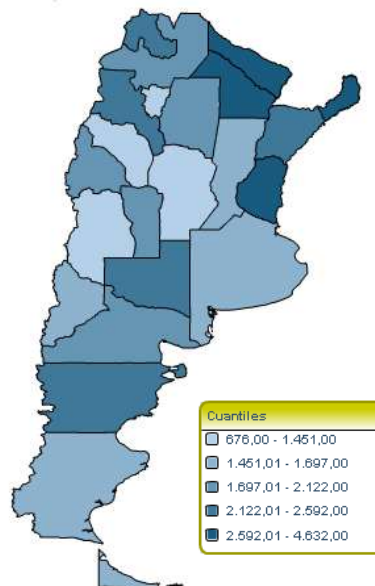 Cuantiles
676,00 - 1.451,00
1.451,01 - 1.697,00
1.697,01 - 2.122,00
2.122,01 - 2.592,00
2.592,01 - 4.632,00